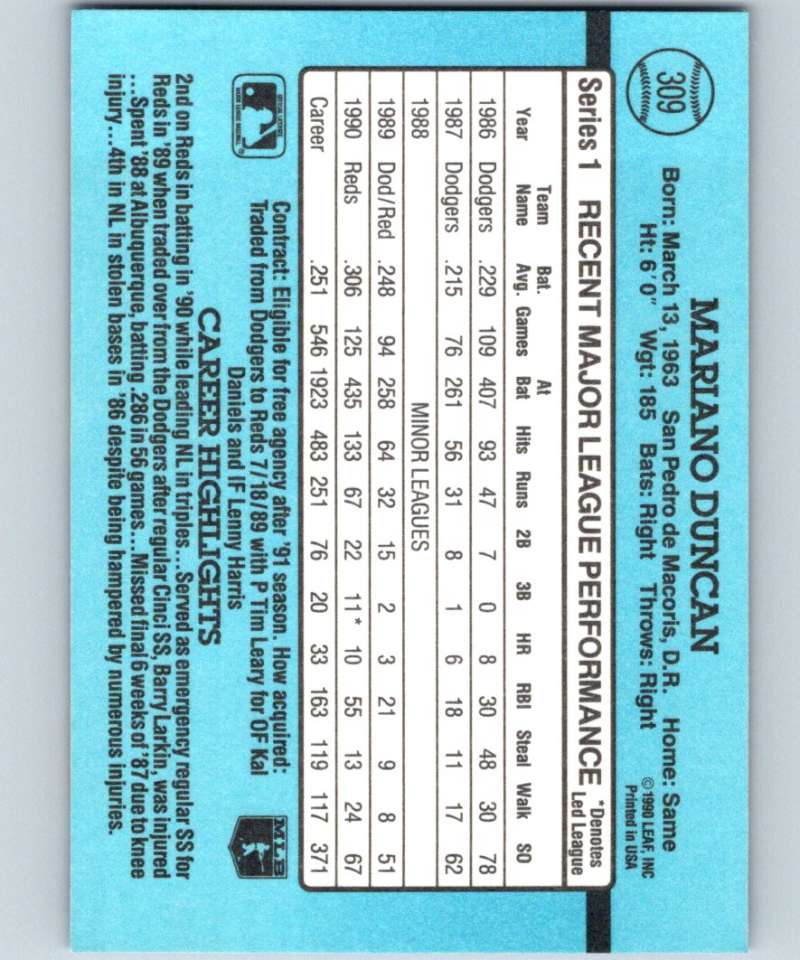 309
MARIANO DUNCAN
Born: March 13, 1963 San Pedro de Macoris, D.R. Home: Same
Ht: 6'0" Wgt: 185 Bats: Right Throws: Right
©1990 LEAF, INC
Printed in USA
Series 1 RECENT MAJOR LEAGUE PERFORMANCE *Denotes Led League
Year Team Name Bat. Avg. Games At Bat Hits Runs 2B 3B HR RBI Steal Walk SO
1986 Dodgers .229 109 407 93 47 7 0 8 30 48 30 78
1987 Dodgers .215 76 261 56 31 8 1 6 18 11 17 62
1988 MINOR LEAGUES
1989 Dod/Red .248 94 258 64 32 15 2 3 21 9 8 51
1990 Reds .306 125 435 133 67 22 11* 10 55 13 24 67
Career .251 546 1923 483 251 76 20 33 163 119 117 371
Contract: Eligible for free agency after '91 season. How acquired:
Traded from Dodgers to Reds 7/18/89 with P Tim Leary for OF Kal
Daniels and IF Lenny Harris
MLB
CAREER HIGHLIGHTS
2nd on Reds in batting in '90 while leading NL in triples...Served as emergency regular SS for
Reds in '89 when traded over from the Dodgers after regular Cinci SS, Barry Larkin, was injured
...Spent '88 at Albuquerque, batting .286 in 56 games...Missed final 6 weeks of '87 due to knee
injury...4th in NL in stolen bases in '86 despite being hampered by numerous injuries.